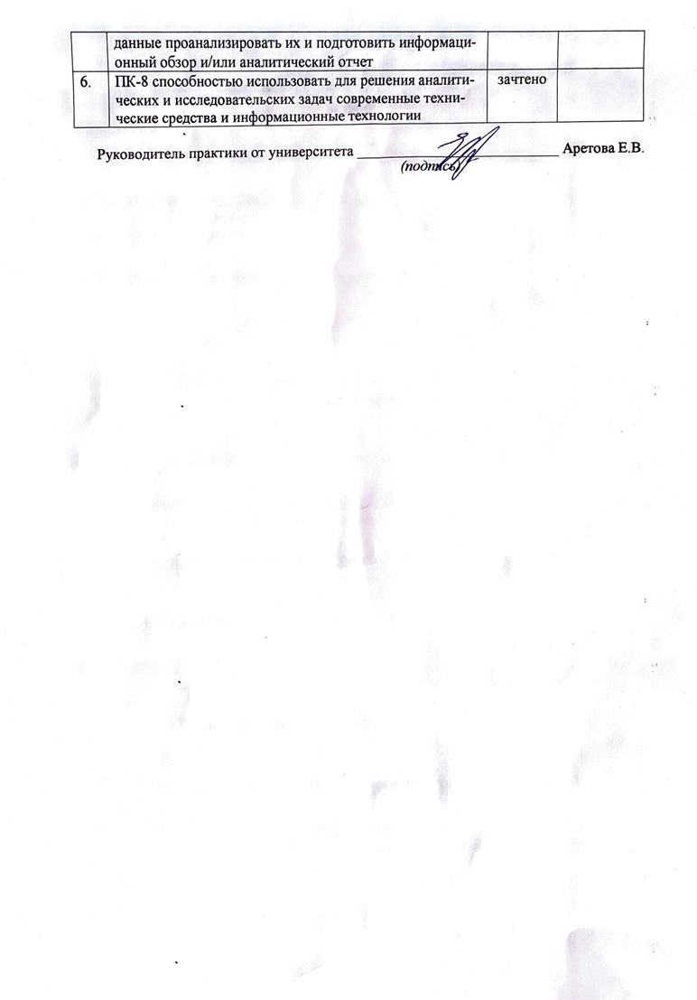 данные проанализировать их и подготовить информаци-
онный обзор и/или аналитический отчет
6. ПК-8 способностью использовать для решения аналити- зачтено
ческих и исследовательских задач современные техни-
ческие средства и информационные технологии
Руководитель практики от университета ___________________________ Аретова Е.В.
(подпись)